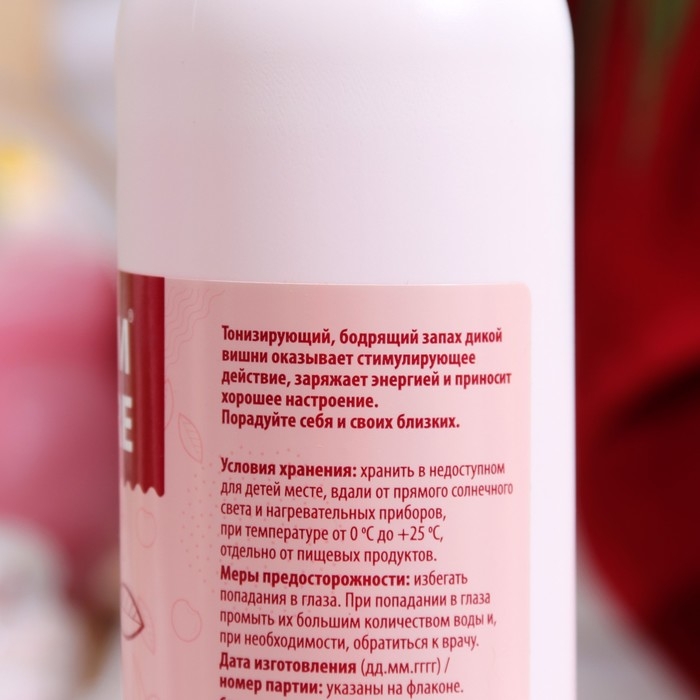 М®
Е
Тонизирующий, бодрящий запах дикой
вишни оказывает стимулирующее
действие, заряжает энергией и приносит
хорошее настроение.
Порадуйте себя и своих близких.
Условия хранения: хранить в недоступном
для детей месте, вдали от прямого солнечного
света и нагревательных приборов,
при температуре от 0 °C до +25 °C,
отдельно от пищевых продуктов.
Меры предосторожности: избегать
попадания в глаза. При попадании в глаза
промыть их большим количеством воды и,
при необходимости, обратиться к врачу.
Дата изготовления (дд.мм.гггг) /
номер партии: указаны на флаконе.